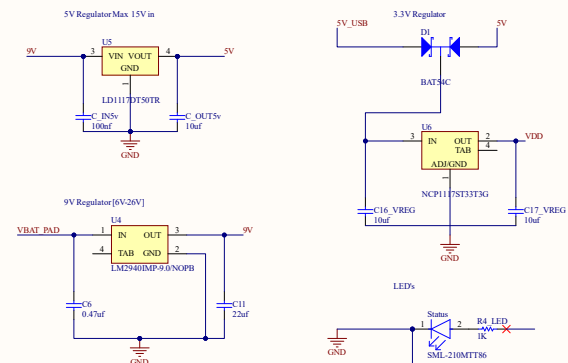 5V Regulator Max 15V in
9V
U5
3
VIN VOUT
4
5V
GND
1
LD1117DT50TR
C_IN5v
100nf
C_OUT5v
10uf
GND
3.3V Regulator
5V_USB
D1
5V
BAT54C
U6
3
IN
OUT
2
VDD
TAB
4
ADJ/GND
1
NCP1117ST33T3G
C16_VREG
10uf
C17_VREG
10uf
GND
9V Regulator [6V-26V]
U4
VBAT_PAD
1
IN
OUT
3
9V
4
TAB
GND
2
LM2940IMP-9.0/NOPB
C6
0.47uf
C11
22uf
GND
LED's
Status
1
2
R4_LED
1K
GND
SML-210MTT86